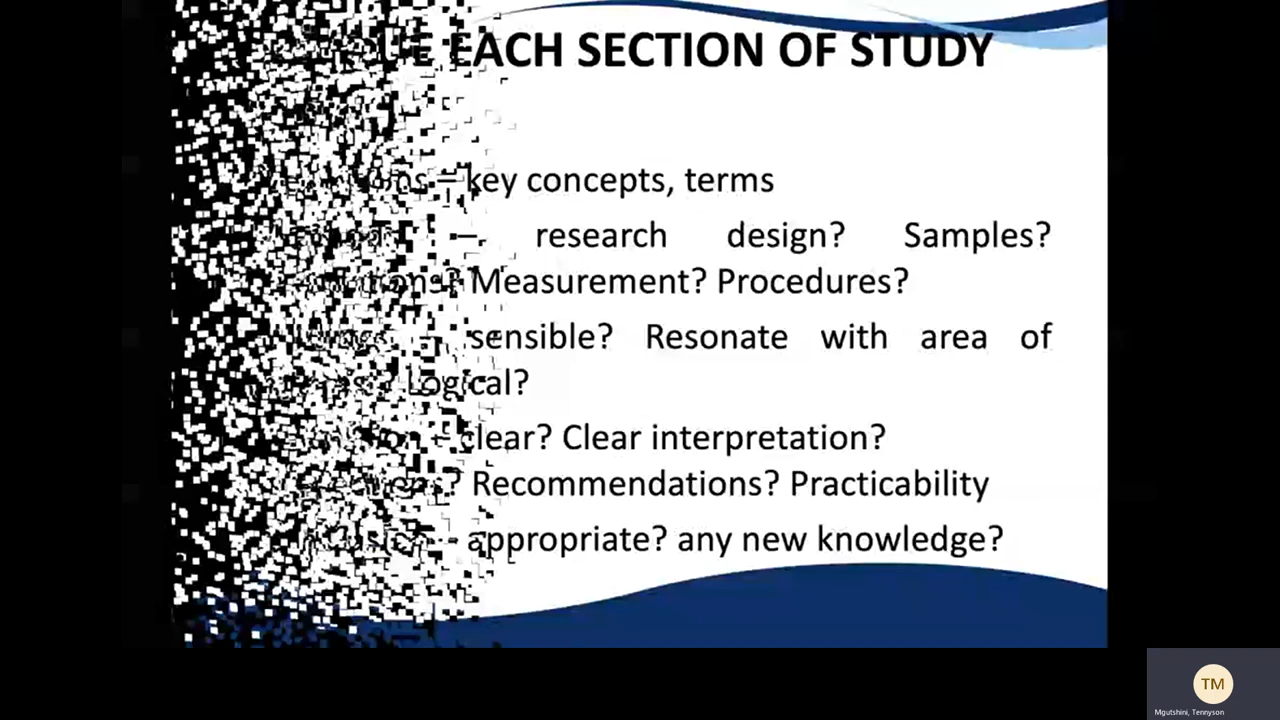 EACH SECTION OF STUDY
key concepts, terms
– research design? Samples?
Measurement? Procedures?
sensible? Resonate with area of
Logical?
clear? Clear interpretation?
Recommendations? Practicability
appropriate? any new knowledge?
TM
Mgutshini, Tennyson